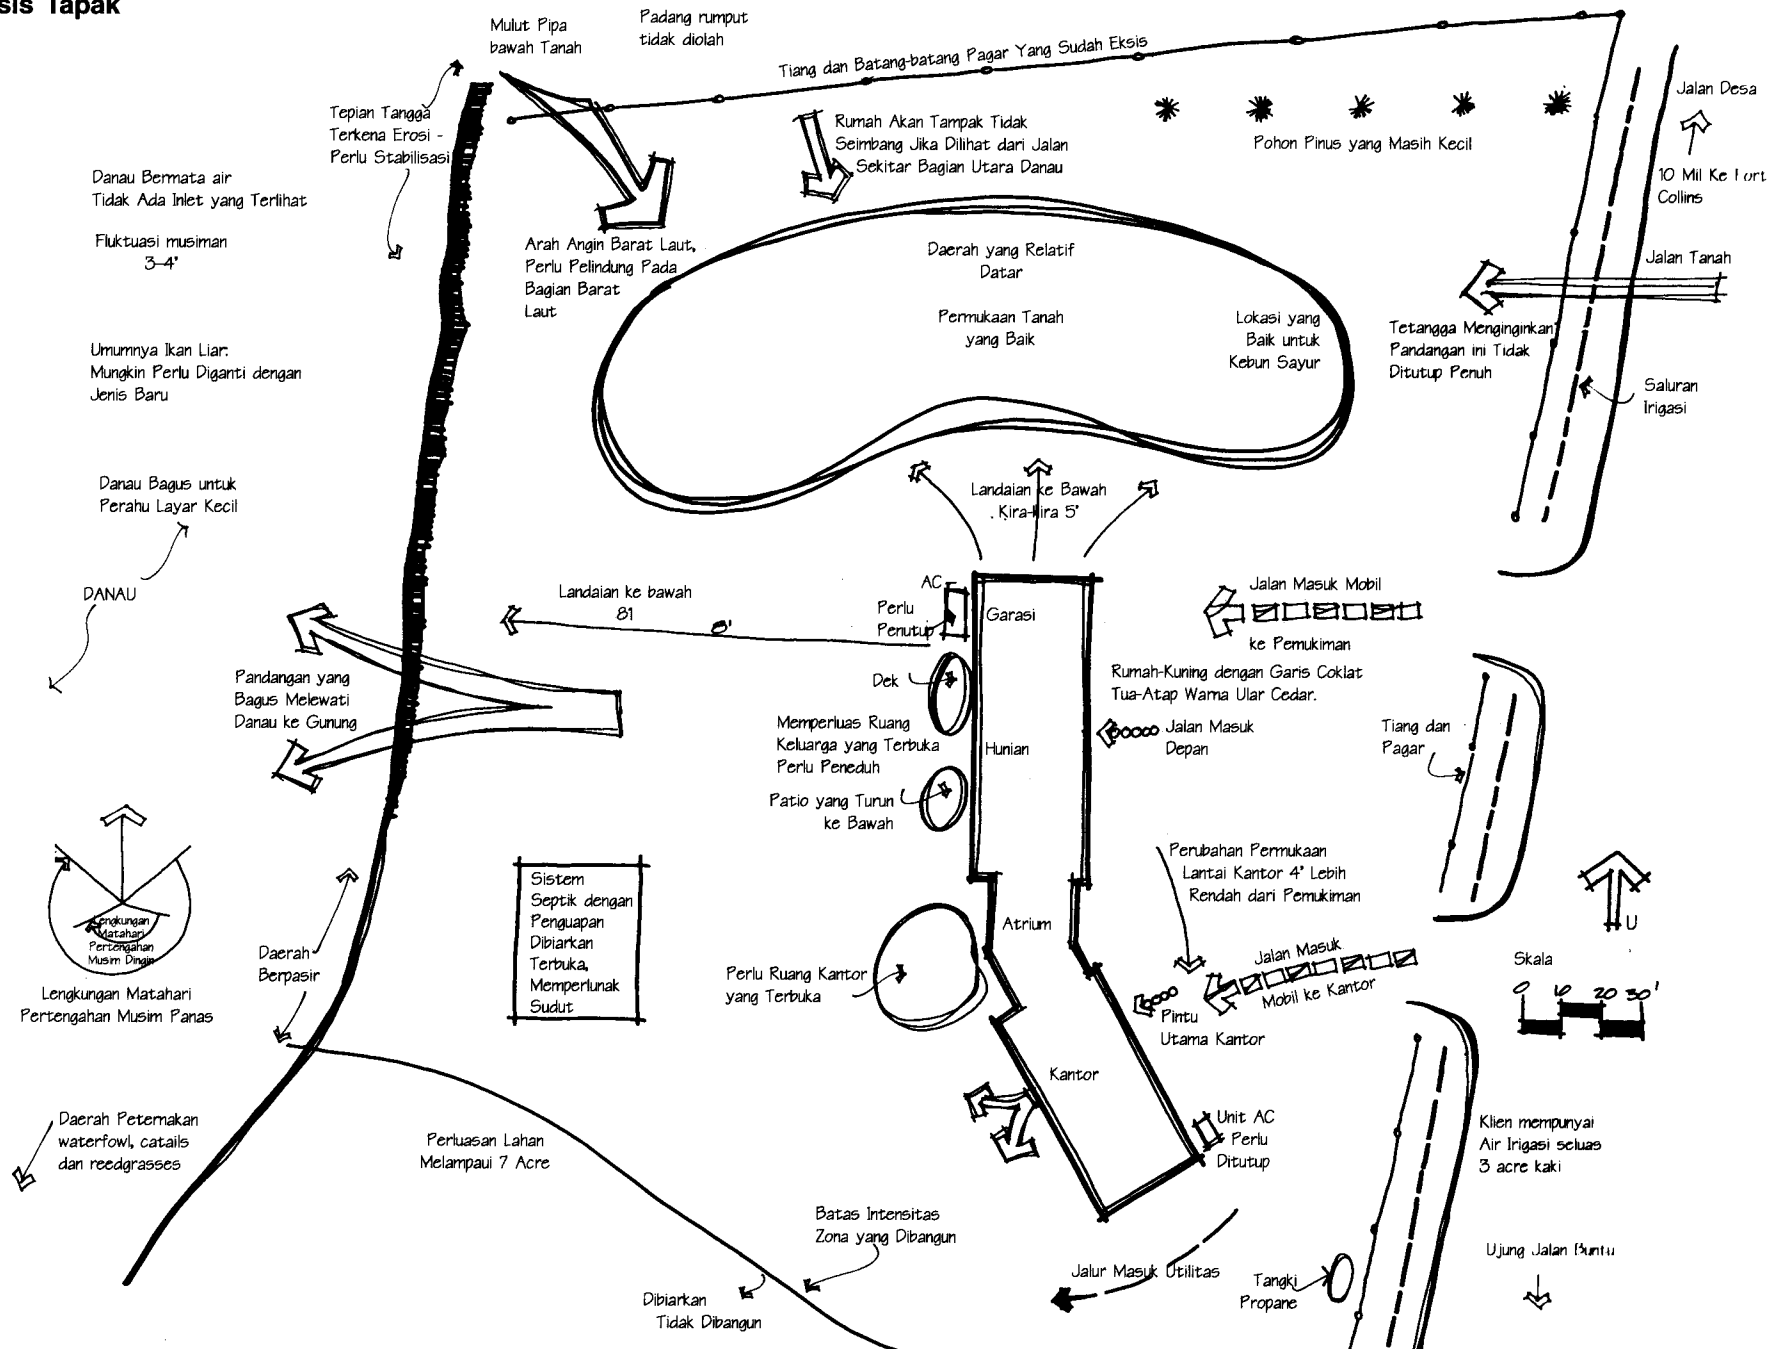 sis Tapak
Mulut Pipa
bawah Tanah
Padang rumput
tidak diolah
Tiang dan Batang-batang Pagar Yang Sudah Eksis
Jalan Desa
Tepian Tangga
Terkena Erosi -
Perlu Stabilisasi
Rumah Akan Tampak Tidak
Seimbang Jika Dilihat dari Jalan
Sekitar Bagian Utara Danau
Pohon Pinus yang Masih Kecil
10 Mil Ke Fort
Collins
Danau Bermata air
Tidak Ada Inlet yang Terlihat
Fluktuasi musiman
3-4'
Arah Angin Barat Laut,
Perlu Pelindung Pada
Bagian Barat
Laut
Daerah yang Relatif
Datar
Permukaan Tanah
yang Baik
Lokasi yang
Baik untuk
Kebun Sayur
Jalan Tanah
Tetangga Menginginkan
Pandangan ini Tidak
Ditutup Penuh
Saluran
Irigasi
Umumnya Ikan Liar:
Mungkin Perlu Diganti dengan
Jenis Baru
Danau Bagus untuk
Perahu Layar Kecil
Landaian ke Bawah
Kira-Kira 5'
DANAU
Landaian ke bawah
81
8'
AC
Perlu
Penutup
Garasi
Jalan Masuk Mobil
ke Pemukiman
Rumah-Kuning dengan Garis Coklat
Tua-Atap Warna Ular Cedar.
Pandangan yang
Bagus Melewati
Danau ke Gunung
Dek
Memperluas Ruang
Keluarga yang Terbuka
Perlu Peneduh
Hunian
Jalan Masuk
Depan
Tiang dan
Pagar
Patio yang Turun
ke Bawah
Perubahan Permukaan
Lantai Kantor 4' Lebih
Rendah dari Pemukiman
Sistem
Septik dengan
Penguapan
Dibiarkan
Terbuka,
Memperlunak
Sudut
Lengkungan
Matahari
Pertengahan
Musim Dingin
Lengkungan Matahari
Pertengahan Musim Panas
Daerah
Berpasir
Atrium
Perlu Ruang Kantor
yang Terbuka
Jalan Masuk
Mobil ke Kantor
Pintu
Utama Kantor
U
Skala
0 10 20 30'
Kantor
Daerah Peternakan
waterfowl, catails
dan reedgrasses
Perluasan Lahan
Melampaui 7 Acre
Unit AC
Perlu
Ditutup
Klien mempunyai
Air Irigasi seluas
3 acre kaki
Batas Intensitas
Zona yang Dibangun
Jalur Masuk Utilitas
Tangki
Propane
Ujung Jalan Buntu
Dibiarkan
Tidak Dibangun